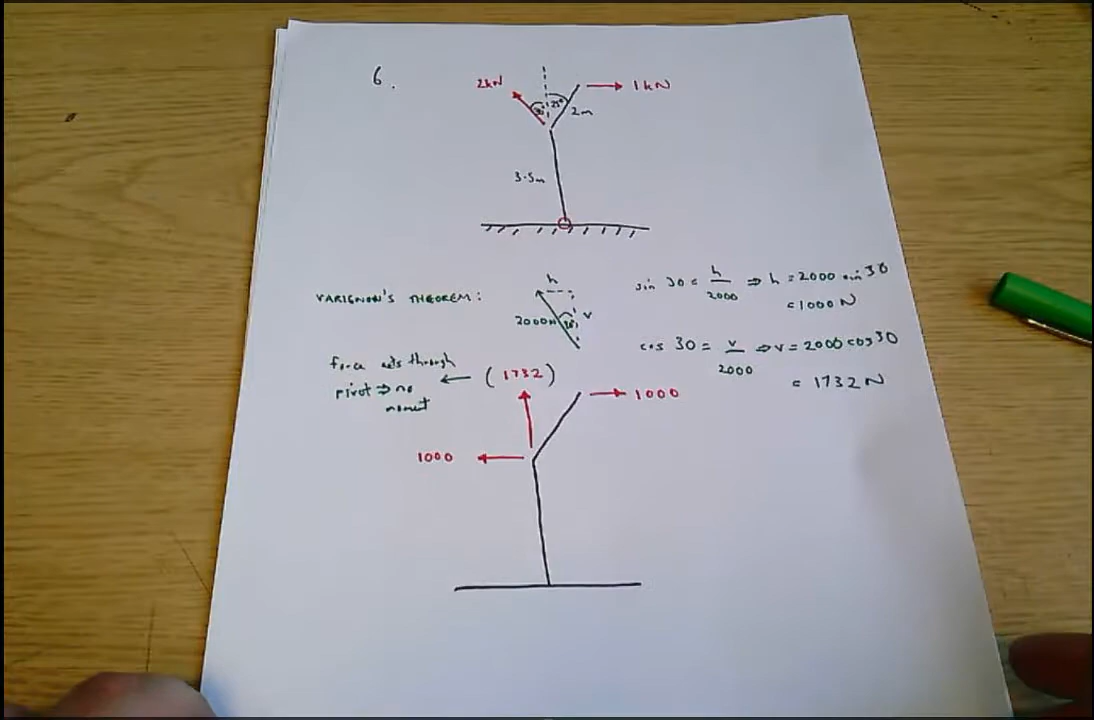 6.
2kN
1kN
30°
25°
2m
3.5m
VARIGNON'S THEOREM:
h
2000N
30°
v
sin 30 = h/2000 ⇒ h = 2000 sin 30
= 1000 N
cos 30 = v/2000 ⇒ v = 2000 cos 30
= 1732 N
force acts through
pivot ⇒ no
moment
← (1732)
1000
1000